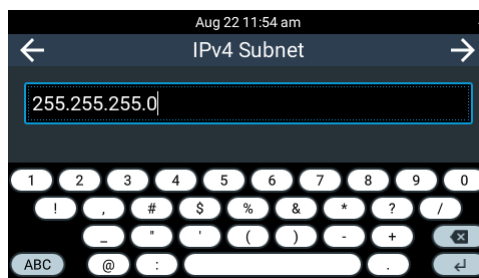 Aug 22 11:54 am
IPv4 Subnet
255.255.255.0
1 2 3 4 5 6 7 8 9 0
! , # $ % & * ? /
_ " ' ( ) - +
ABC @ : .